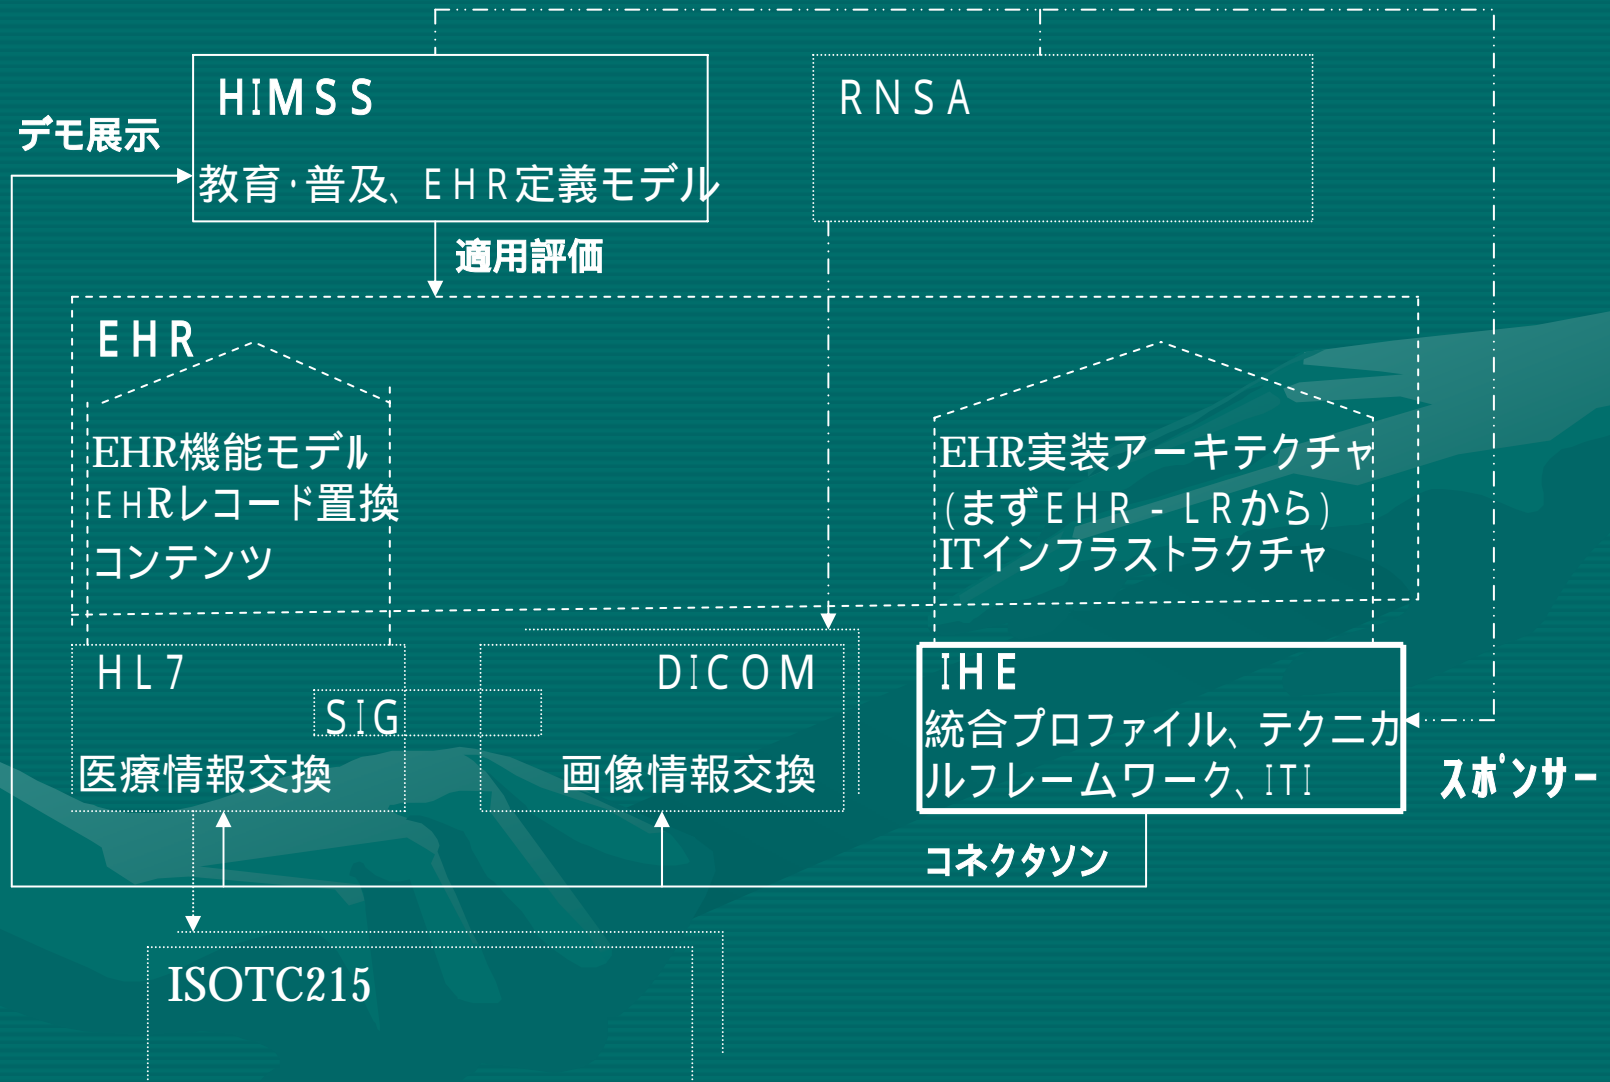 HIMSS
RNSA
デモ展示
教育･普及、EHR定義モデル
適用評価
EHR
EHR機能モデル
EHRレコード置換
コンテンツ
EHR実装アーキテクチャ
(まずEHR-LRから)
ITインフラストラクチャ
HL7
SIG
医療情報交換
DICOM
画像情報交換
IHE
統合プロファイル、テクニカ
ルフレームワーク、ITI
スポンサー
コネクタソン
ISOTC215